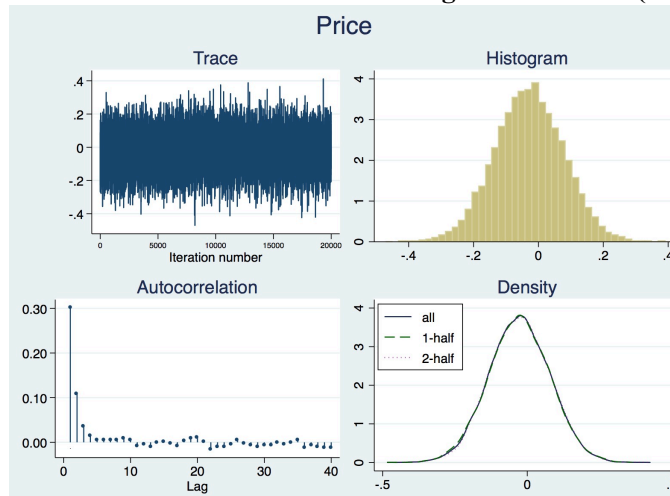 Price
Trace
.4
.2
0
-.2
-.4
0 5000 10000 15000 20000
Iteration number
Histogram
4
3
2
1
0
-.4 -.2 0 .2 .4
Autocorrelation
0.30
0.20
0.10
0.00
0 10 20 30 40
Lag
Density
all
1-half
2-half
4
3
2
1
0
-.5 0